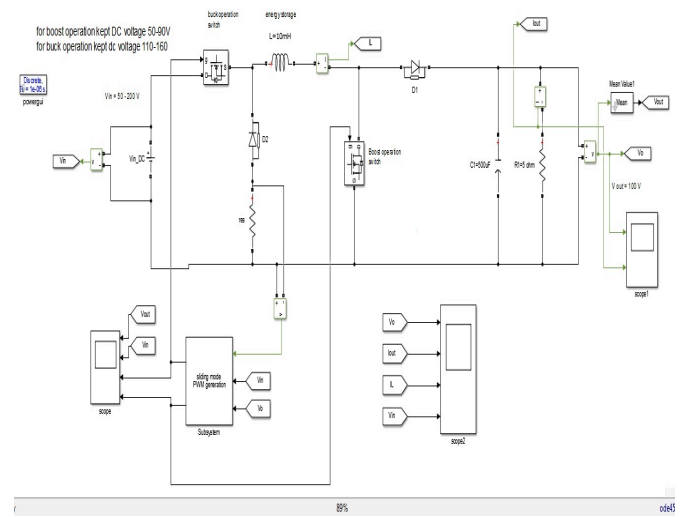 for boost operation kept DC voltage 50-90V
for buck operation kept dc voltage 110-160
buck operation
switch
energy storage
L=10mH
Iout
IL
D1
Discrete,
powergui
Vin = 50 - 200 V
g
D
S
Mean Value1
Mean
Vout
Vin
v
Vin_DC
D2
Boost operation
switch
C1=500uF
R1=5 ohm
v
Vo
V out = 100 V
scope1
Vout
Vin
scope
sliding mode
PWM generation
Subsystem
Vin
Vo
v
Vo
Iout
IL
Vin
scope2
89%
ode45